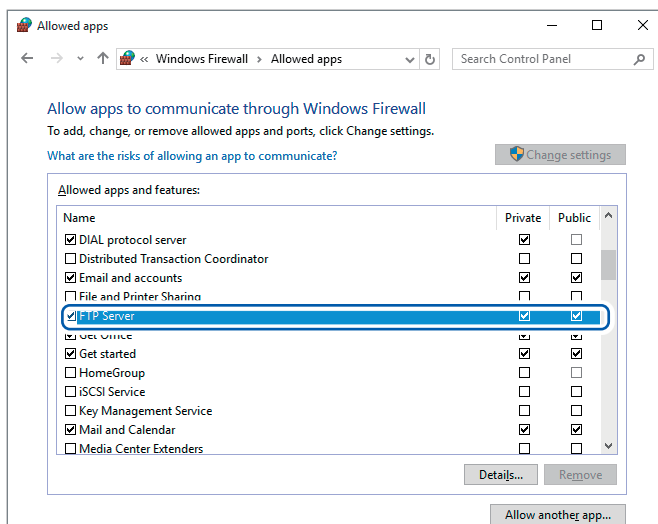 Allowed apps
« Windows Firewall > Allowed apps
Search Control Panel
Allow apps to communicate through Windows Firewall
To add, change, or remove allowed apps and ports, click Change settings.
What are the risks of allowing an app to communicate?
Change settings
Allowed apps and features:
Name Private Public
DIAL protocol server
Distributed Transaction Coordinator
Email and accounts
File and Printer Sharing
FTP Server
Get Office
Get started
HomeGroup
iSCSI Service
Key Management Service
Mail and Calendar
Media Center Extenders
Details... Remove
Allow another app...